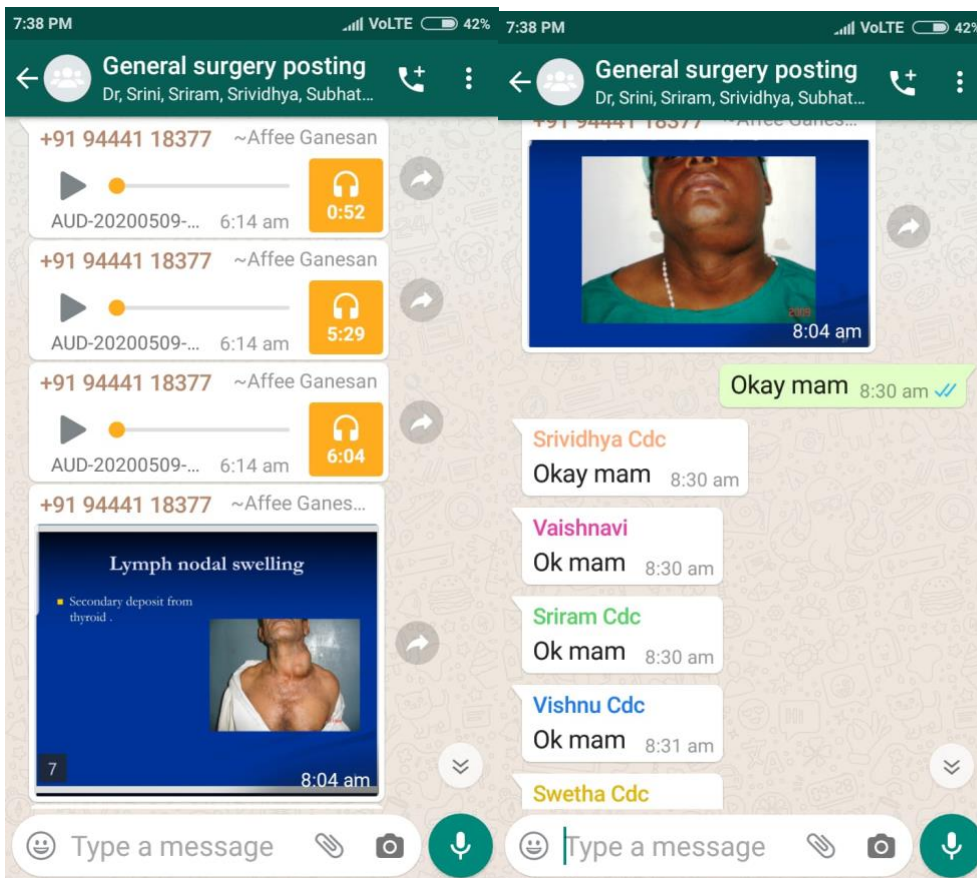 7:38 PM
VoLTE 42%
General surgery posting
Dr, Srini, Sriram, Srividhya, Subhat...
+91 94441 18377 ~Affee Ganesan
0:52
AUD-20200509-... 6:14 am
+91 94441 18377 ~Affee Ganesan
5:29
AUD-20200509-... 6:14 am
+91 94441 18377 ~Affee Ganesan
6:04
AUD-20200509-... 6:14 am
+91 94441 18377 ~Affee Ganes...
Lymph nodal swelling
Secondary deposit from
thyroid .
7
8:04 am
Type a message
7:38 PM
VoLTE 42%
General surgery posting
Dr, Srini, Sriram, Srividhya, Subhat...
+91 94441 18377 ~Affee Ganes...
2009
8:04 am
Okay mam 8:30 am
Srividhya Cdc
Okay mam 8:30 am
Vaishnavi
Ok mam 8:30 am
Sriram Cdc
Ok mam 8:30 am
Vishnu Cdc
Ok mam 8:31 am
Swetha Cdc
Type a message